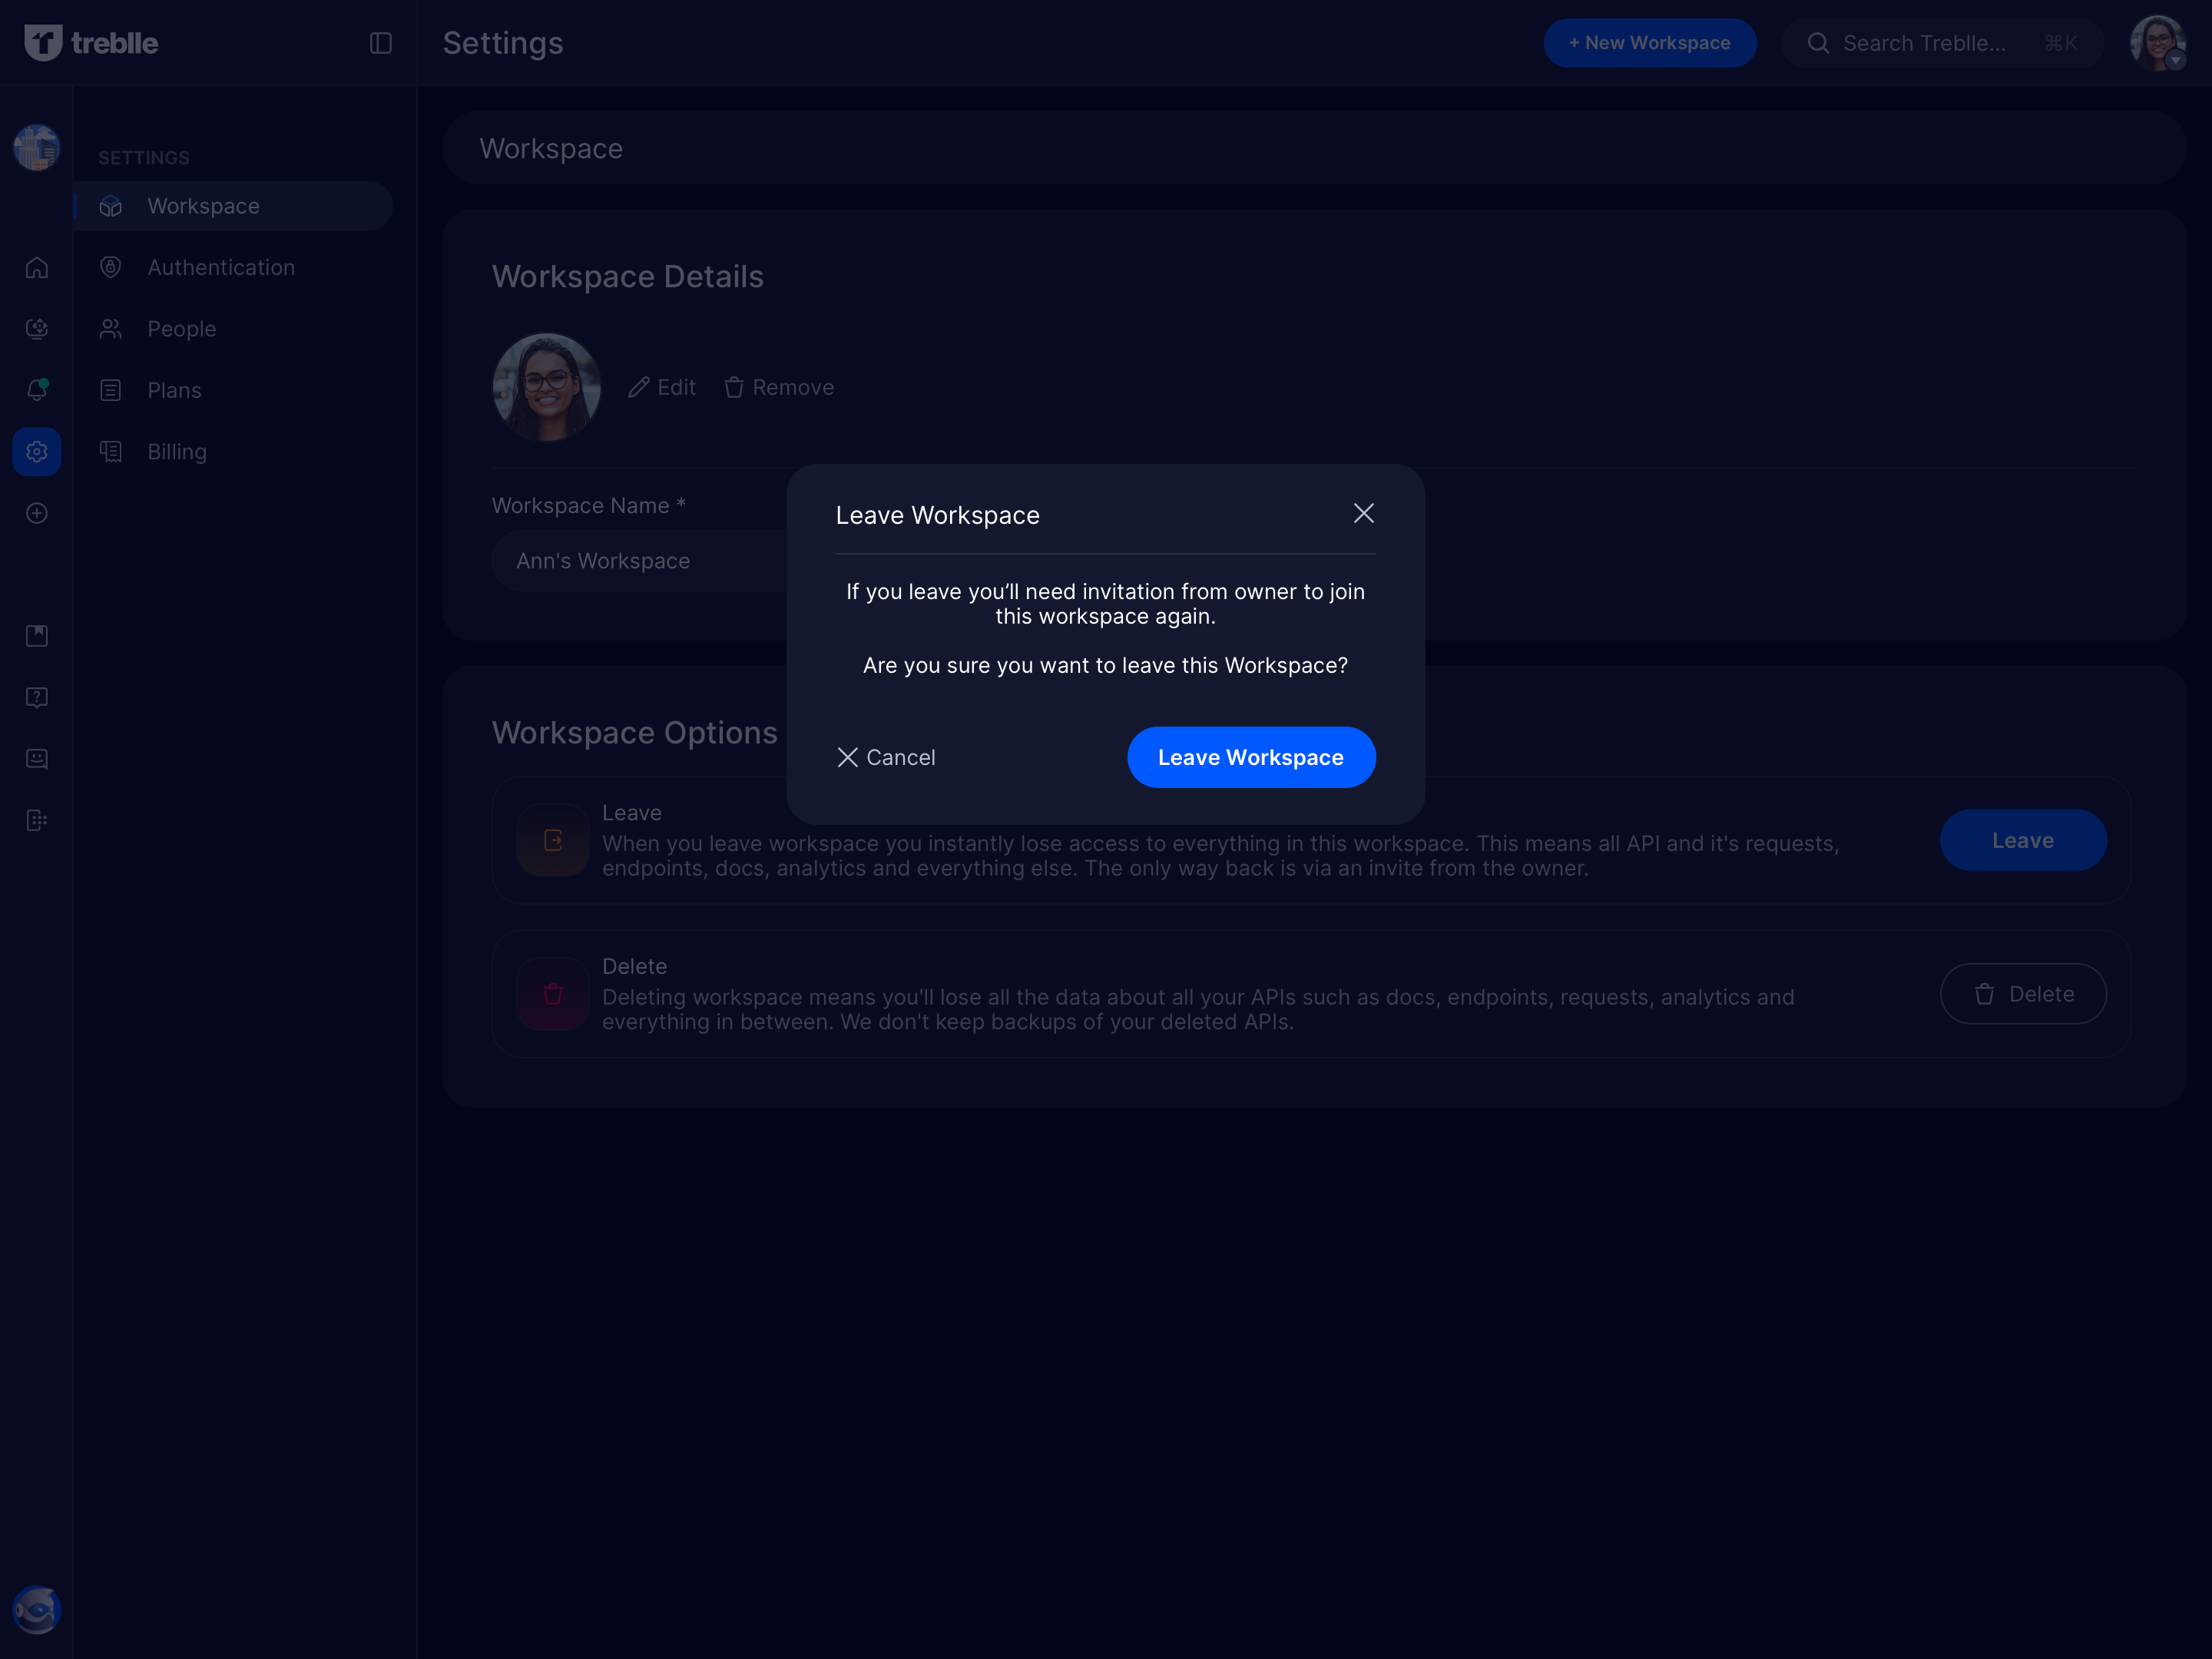 treblle
Settings
+ New Workspace
Search Treblle...
⌘K
SETTINGS
Workspace
Authentication
People
Plans
Billing
Workspace
Workspace Details
Edit
Remove
Workspace Name *
Ann's Workspace
Leave Workspace
If you leave you’ll need invitation from owner to join
this workspace again.
Are you sure you want to leave this Workspace?
Cancel
Leave Workspace
Workspace Options
Leave
When you leave workspace you instantly lose access to everything in this workspace. This means all API and it's requests,
endpoints, docs, analytics and everything else. The only way back is via an invite from the owner.
Leave
Delete
Deleting workspace means you'll lose all the data about all your APIs such as docs, endpoints, requests, analytics and
everything in between. We don't keep backups of your deleted APIs.
Delete